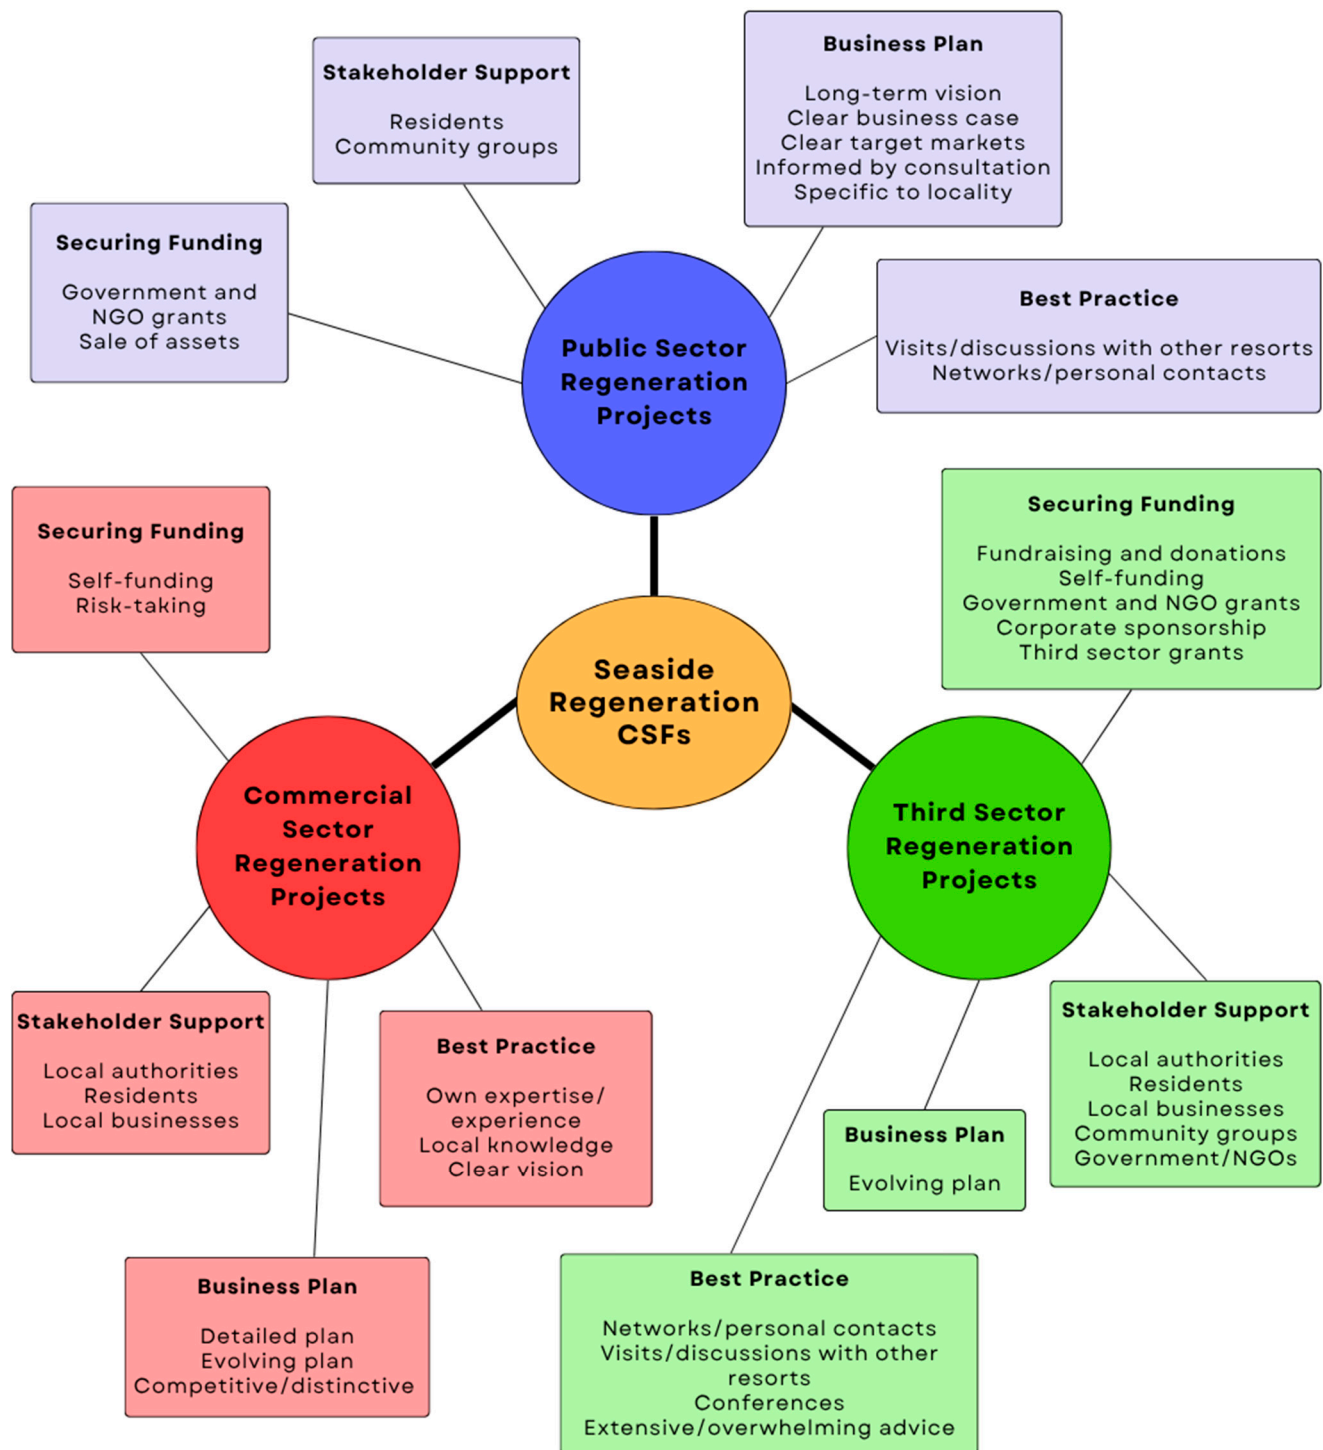 Business Plan
Long-term vision
Clear business case
Clear target markets
Informed by consultation
Specific to locality
Stakeholder Support
Residents
Community groups
Securing Funding
Government and
NGO grants
Sale of assets
Best Practice
Visits/discussions with other resorts
Networks/personal contacts
Public Sector
Regeneration
Projects
Securing Funding
Self-funding
Risk-taking
Securing Funding
Fundraising and donations
Self-funding
Government and NGO grants
Corporate sponsorship
Third sector grants
Seaside
Regeneration
CSFs
Commercial
Sector
Regeneration
Projects
Third Sector
Regeneration
Projects
Stakeholder Support
Local authorities
Residents
Local businesses
Best Practice
Own expertise/
experience
Local knowledge
Clear vision
Stakeholder Support
Local authorities
Residents
Local businesses
Community groups
Government/NGOs
Business Plan
Evolving plan
Business Plan
Detailed plan
Evolving plan
Competitive/distinctive
Best Practice
Networks/personal contacts
Visits/discussions with other
resorts
Conferences
Extensive/overwhelming advice